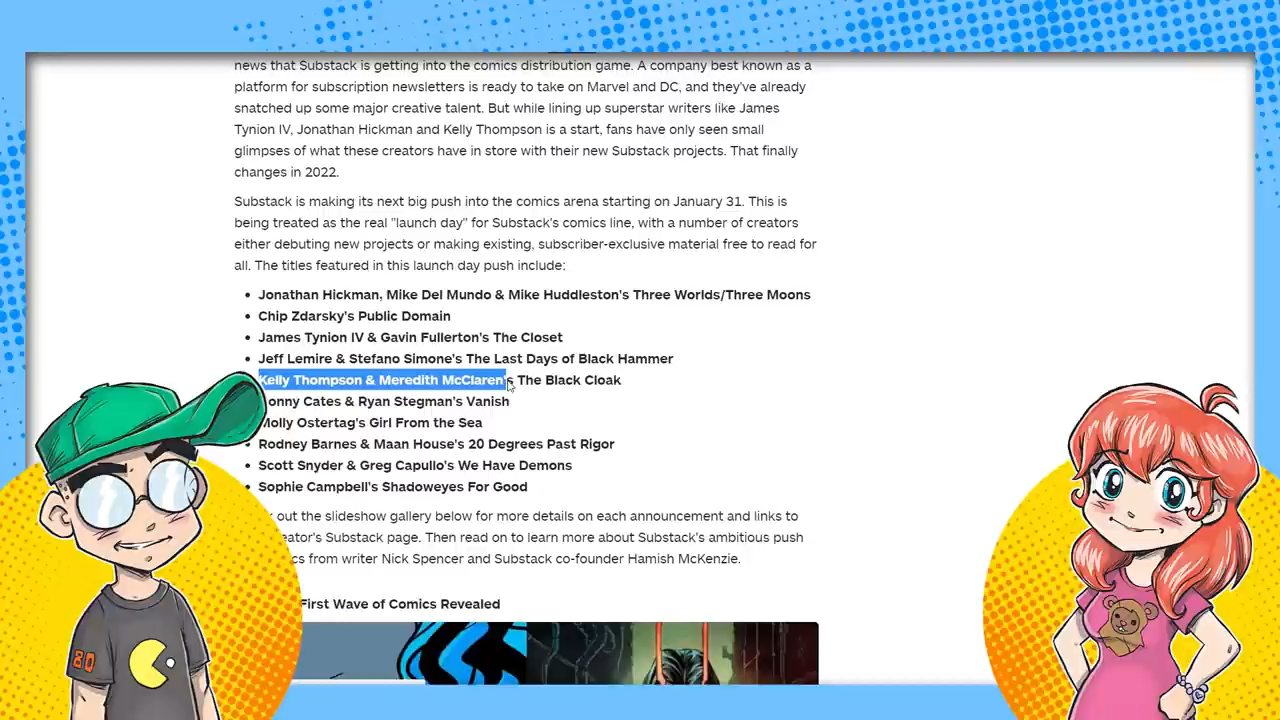 news that Substack is getting into the comics distribution game. A company best known as a
platform for subscription newsletters is ready to take on Marvel and DC, and they've already
snatched up some major creative talent. But while lining up superstar writers like James
Tynion IV, Jonathan Hickman and Kelly Thompson is a start, fans have only seen small
glimpses of what these creators have in store with their new Substack projects. That finally
changes in 2022.
Substack is making its next big push into the comics arena starting on January 31. This is
being treated as the real "launch day" for Substack's comics line, with a number of creators
either debuting new projects or making existing, subscriber-exclusive material free to read for
all. The titles featured in this launch day push include:
• Jonathan Hickman, Mike Del Mundo & Mike Huddleston's Three Worlds/Three Moons
• Chip Zdarsky's Public Domain
• James Tynion IV & Gavin Fullerton's The Closet
• Jeff Lemire & Stefano Simone's The Last Days of Black Hammer
Kelly Thompson & Meredith McClaren's The Black Cloak
onny Cates & Ryan Stegman's Vanish
Molly Ostertag's Girl From the Sea
Rodney Barnes & Maan House's 20 Degrees Past Rigor
Scott Snyder & Greg Capullo's We Have Demons
Sophie Campbell's Shadoweyes For Good
out the slideshow gallery below for more details on each announcement and links to
eator's Substack page. Then read on to learn more about Substack's ambitious push
cs from writer Nick Spencer and Substack co-founder Hamish McKenzie.
First Wave of Comics Revealed
80